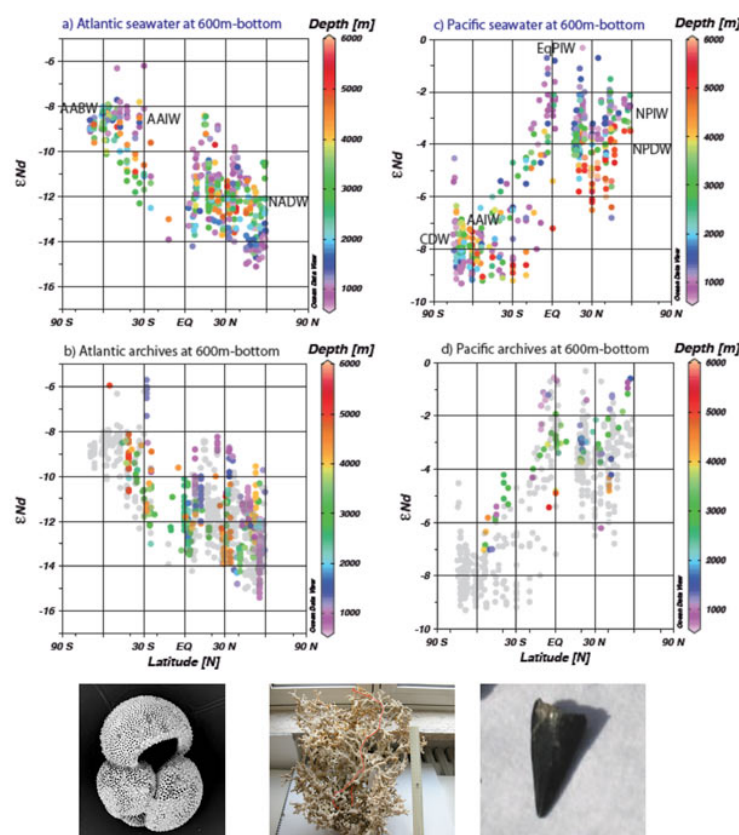 a) Atlantic seawater at 600m-bottom
Depth [m]
-5
-8
-10
-12
-14
-16
εNd
AABW
AAIW
NADW
6000
5000
4000
3000
2000
1000
Ocean Data View
90 S
30 S
EQ
30 N
90 N
c) Pacific seawater at 600m-bottom
Depth [m]
0
-2
-4
-6
-8
-10
εNd
EqPIW
NPIW
NPDW
AAIW
CDW
6000
5000
4000
3000
2000
1000
Ocean Data View
90 S
30 S
EQ
30 N
90 N
b) Atlantic archives at 600m-bottom
Depth [m]
-6
-8
-10
-12
-14
-16
εNd
6000
5000
4000
3000
2000
1000
Ocean Data View
90 S
30 S
EQ
30 N
90 N
Latitude [N]
d) Pacific archives at 600m-bottom
Depth [m]
0
-2
-4
-6
-8
-10
εNd
6000
5000
4000
3000
2000
1000
Ocean Data View
90 S
30 S
EQ
30 N
90 N
Latitude [N]